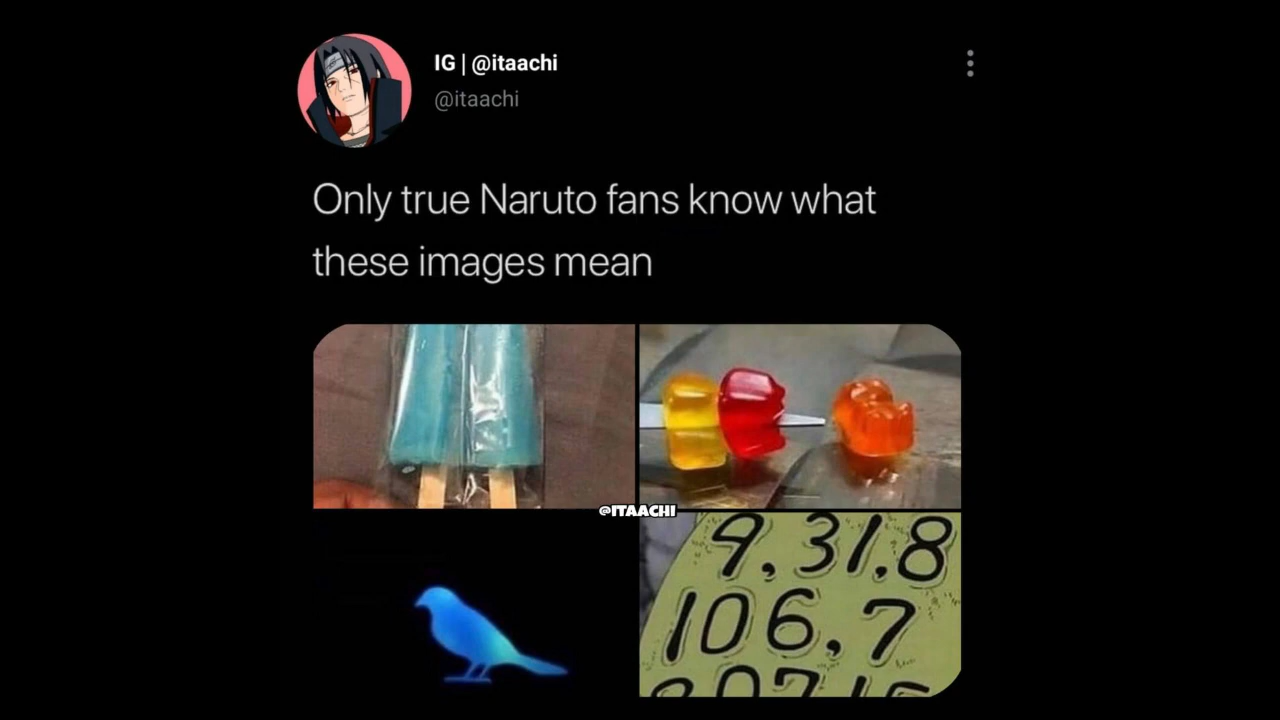 IG | @itaachi
@itaachi
Only true Naruto fans know what
these images mean
@ITAACHI
9,31,8
106,7